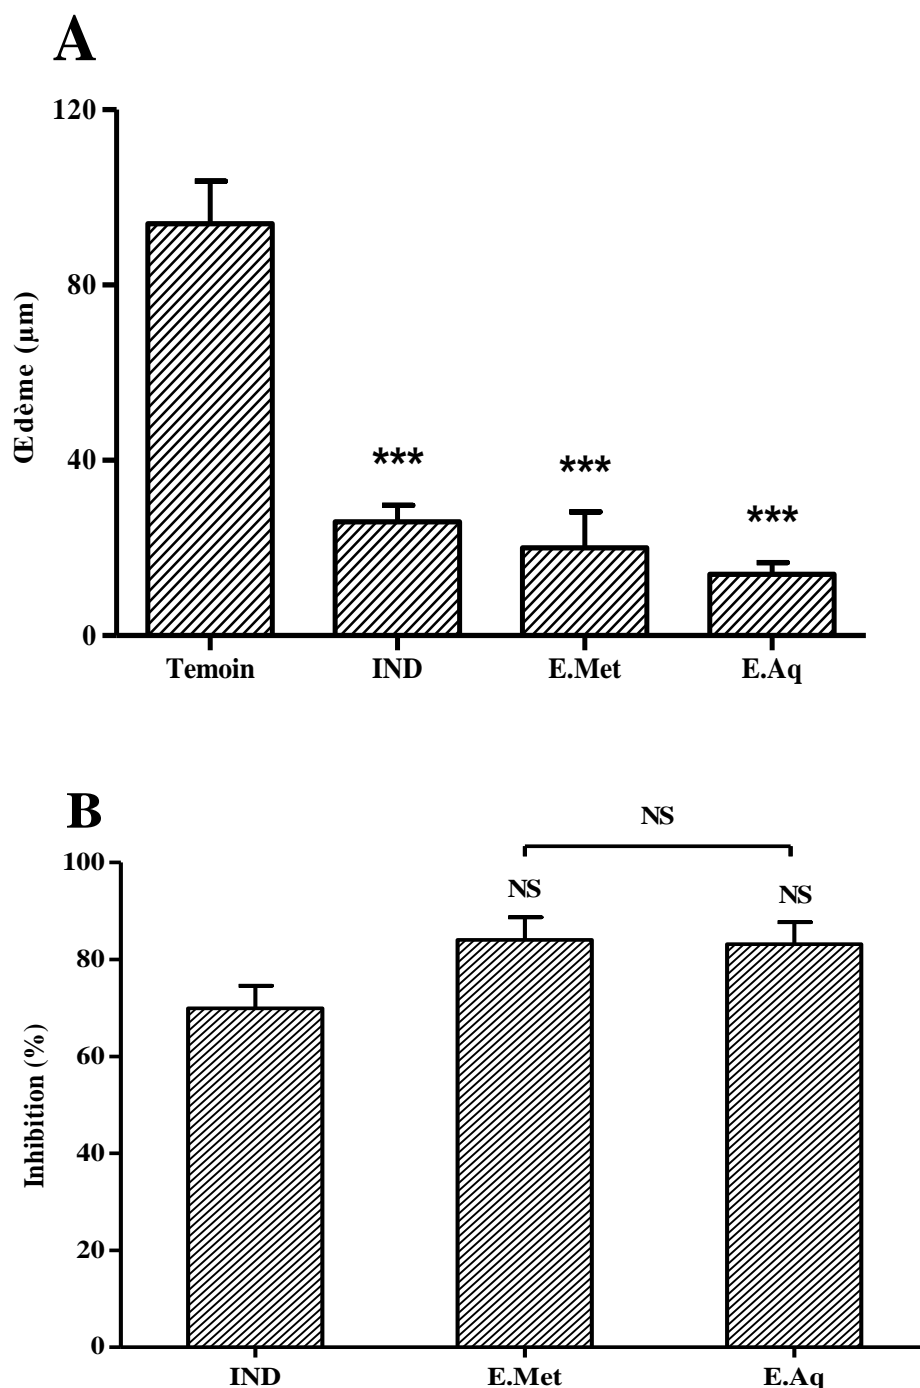 A
120
80
40
0
Œdème (µm)
***
***
***
Temoin
IND
E.Met
E.Aq
B
NS
100
80
60
40
20
0
Inhibition (%)
NS
NS
IND
E.Met
E.Aq